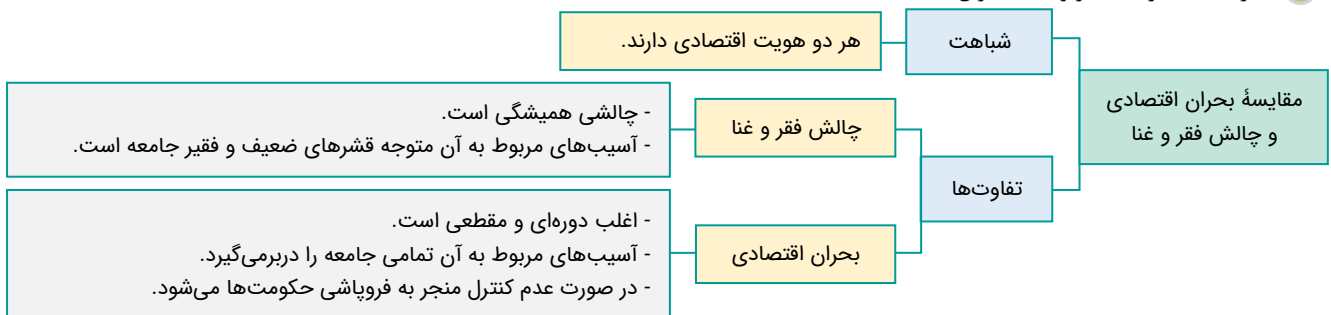 مقایسهٔ بحران اقتصادی
و چالش فقر و غنا
شباهت
هر دو هویت اقتصادی دارند.
تفاوت‌ها
چالش فقر و غنا
- چالشی همیشگی است.
- آسیب‌های مربوط به آن متوجه قشرهای ضعیف و فقیر جامعه است.
بحران اقتصادی
- اغلب دوره‌ای و مقطعی است.
- آسیب‌های مربوط به آن تمامی جامعه را دربرمی‌گیرد.
- در صورت عدم کنترل منجر به فروپاشی حکومت‌ها می‌شود.